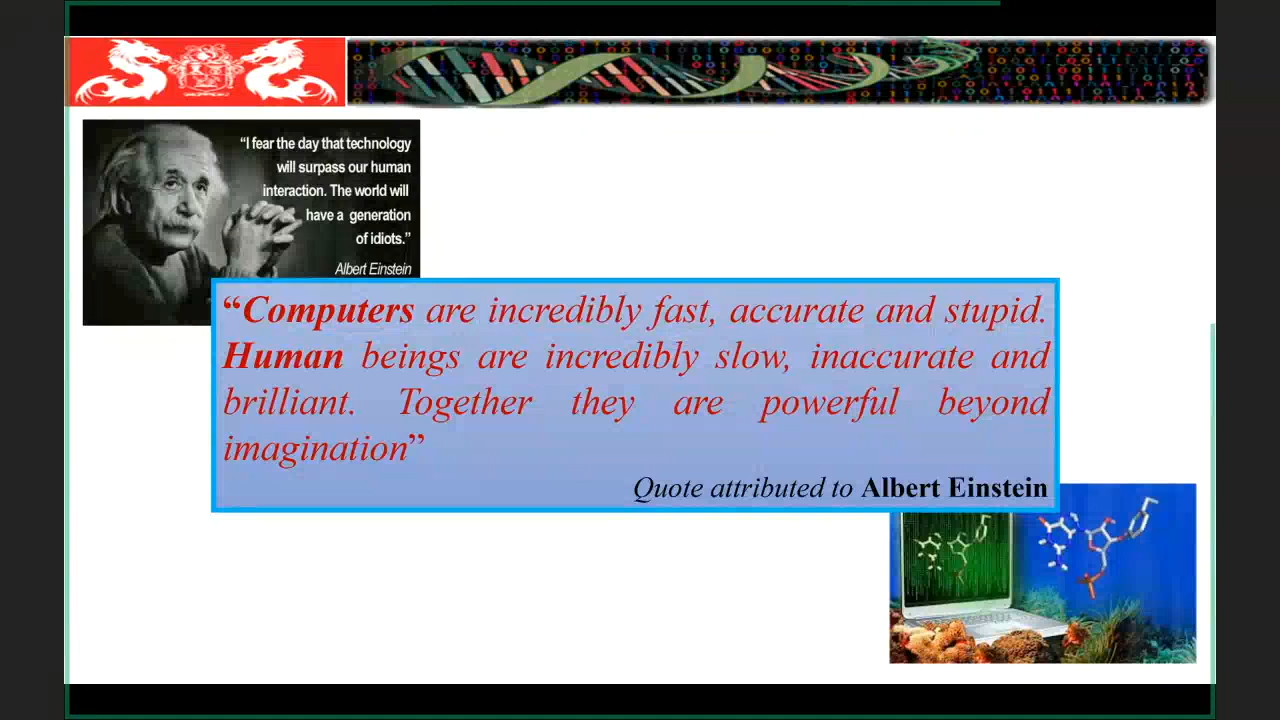 “I fear the day that technology
will surpass our human
interaction. The world will
have a generation
of idiots.”
Albert Einstein
“Computers are incredibly fast, accurate and stupid.
Human beings are incredibly slow, inaccurate and
brilliant. Together they are powerful beyond
imagination”
Quote attributed to Albert Einstein